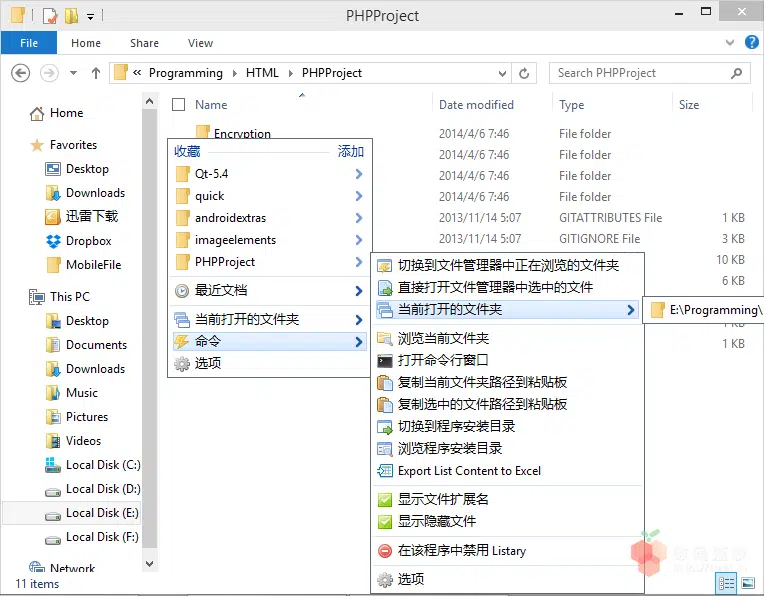 PHPProject
File Home Share View
« Programming HTML PHPProject
Search PHPProject
Name Date modified Type Size
Home
Favorites
Desktop
Downloads
迅雷下载
Dropbox
MobileFile
This PC
Desktop
Documents
Downloads
Music
Pictures
Videos
Local Disk (C:)
Local Disk (D:)
Local Disk (E:)
Local Disk (F:)
Network
11 items
Encryption 2014/4/6 7:46 File folder
2014/4/6 7:46 File folder
2014/4/6 7:46 File folder
2014/4/6 7:46 File folder
2013/11/14 5:07 GITATTRIBUTES File 1 KB
2013/11/14 5:07 GITIGNORE File 3 KB
10 KB
6 KB
1 KB
1 KB
收藏 添加
Qt-5.4
quick
androidextras
imageelements
PHPProject
最近文档
当前打开的文件夹
命令
选项
切换到文件管理器中正在浏览的文件夹
直接打开文件管理器中选中的文件
当前打开的文件夹
E:\Programming\
浏览当前文件夹
打开命令行窗口
复制当前文件夹路径到粘贴板
复制选中的文件路径到粘贴板
切换到程序安装目录
浏览程序安装目录
Export List Content to Excel
显示文件扩展名
显示隐藏文件
在该程序中禁用 Listary
选项